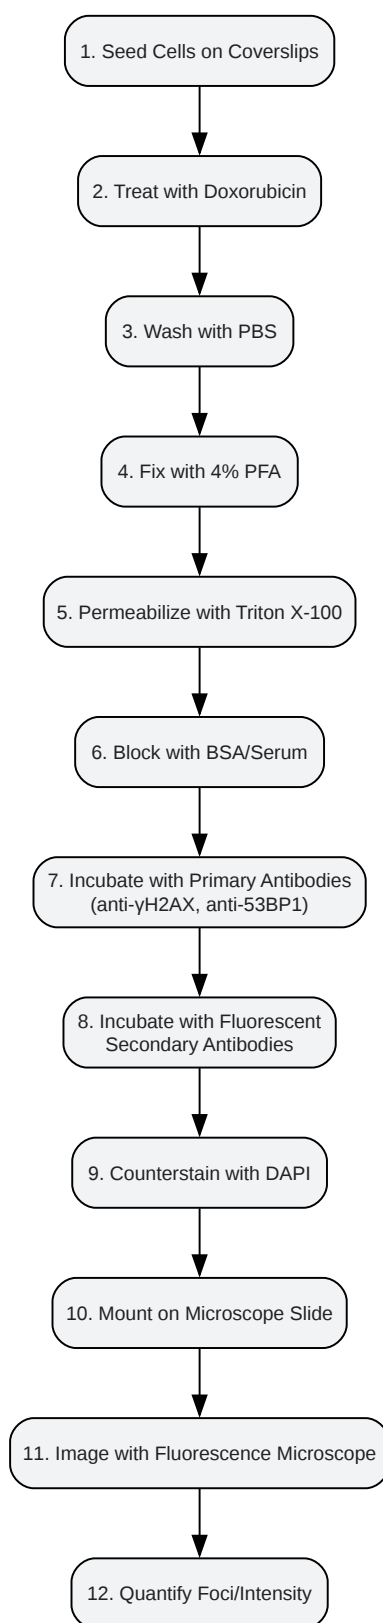 1. Seed Cells on Coverslips
2. Treat with Doxorubicin
3. Wash with PBS
4. Fix with 4% PFA
5. Permeabilize with Triton X-100
6. Block with BSA/Serum
7. Incubate with Primary Antibodies
(anti-γH2AX, anti-53BP1)
8. Incubate with Fluorescent
Secondary Antibodies
9. Counterstain with DAPI
10. Mount on Microscope Slide
11. Image with Fluorescence Microscope
12. Quantify Foci/Intensity